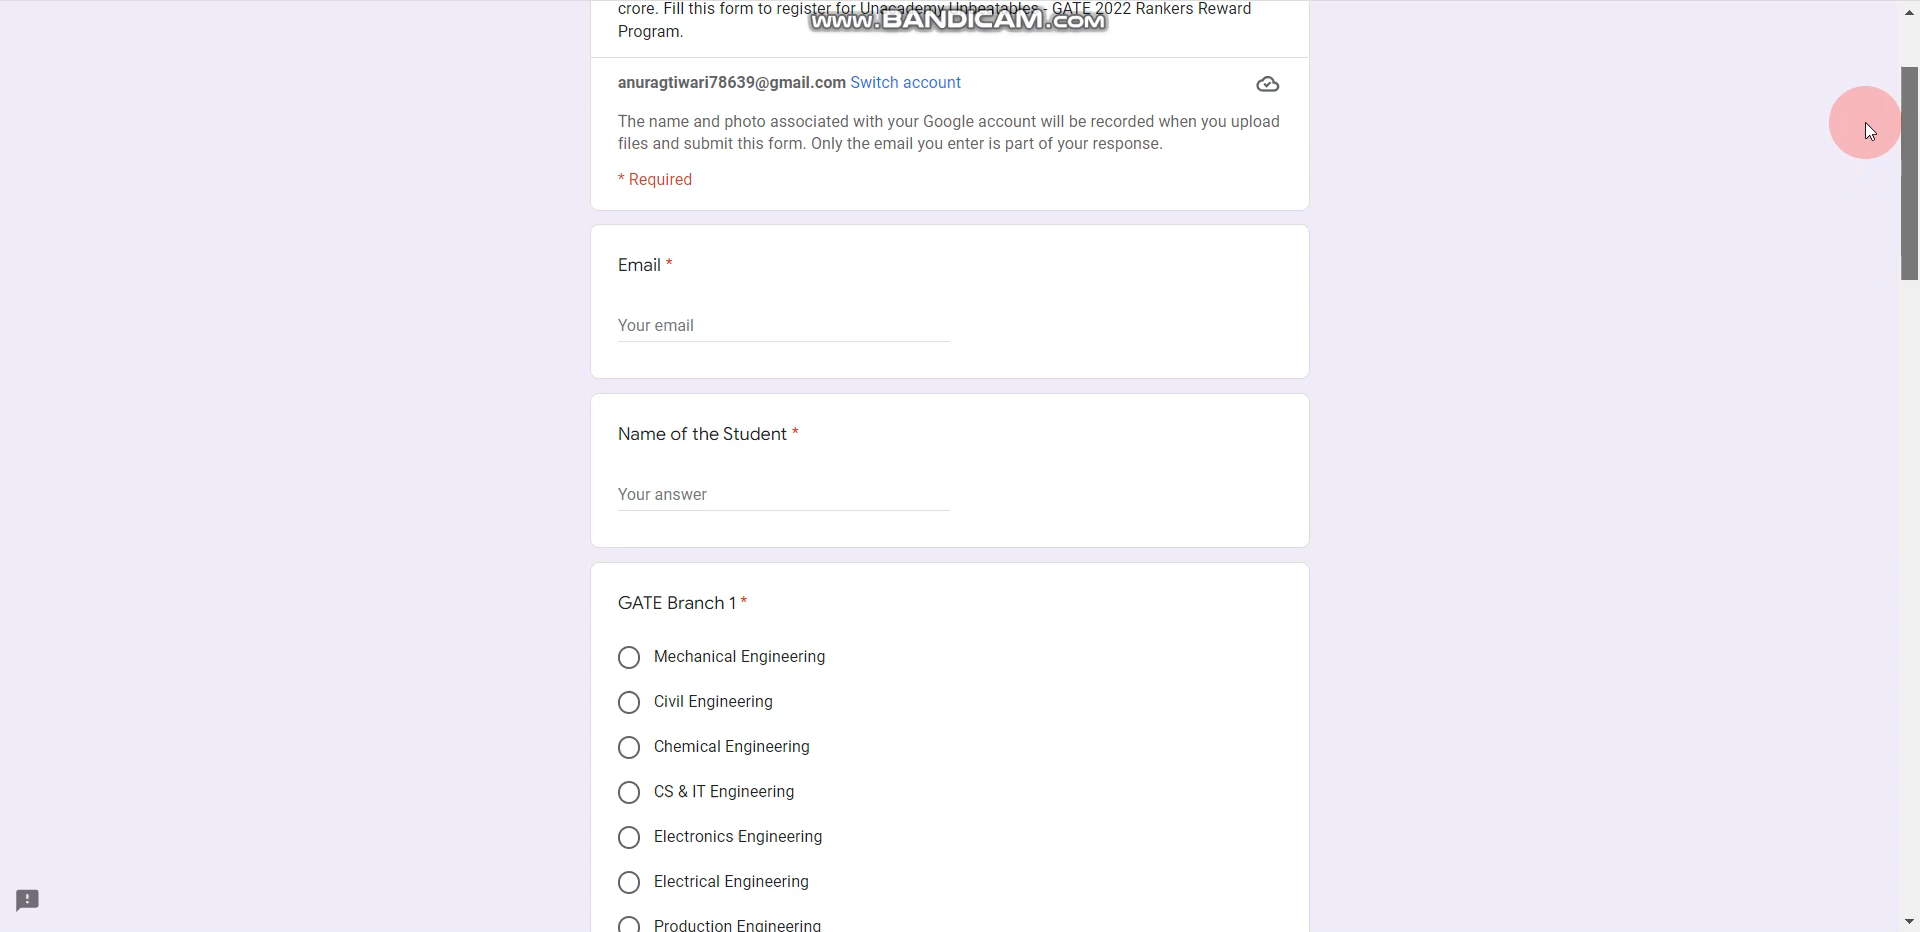 crore. Fill this form to register for Unacademy Unbeatables - GATE 2022 Rankers Reward
www.BANDICAM.com
Program.
anuragtiwari78639@gmail.com Switch account
The name and photo associated with your Google account will be recorded when you upload
files and submit this form. Only the email you enter is part of your response.
* Required
Email *
Your email
Name of the Student *
Your answer
GATE Branch 1 *
Mechanical Engineering
Civil Engineering
Chemical Engineering
CS & IT Engineering
Electronics Engineering
Electrical Engineering
Production Engineering